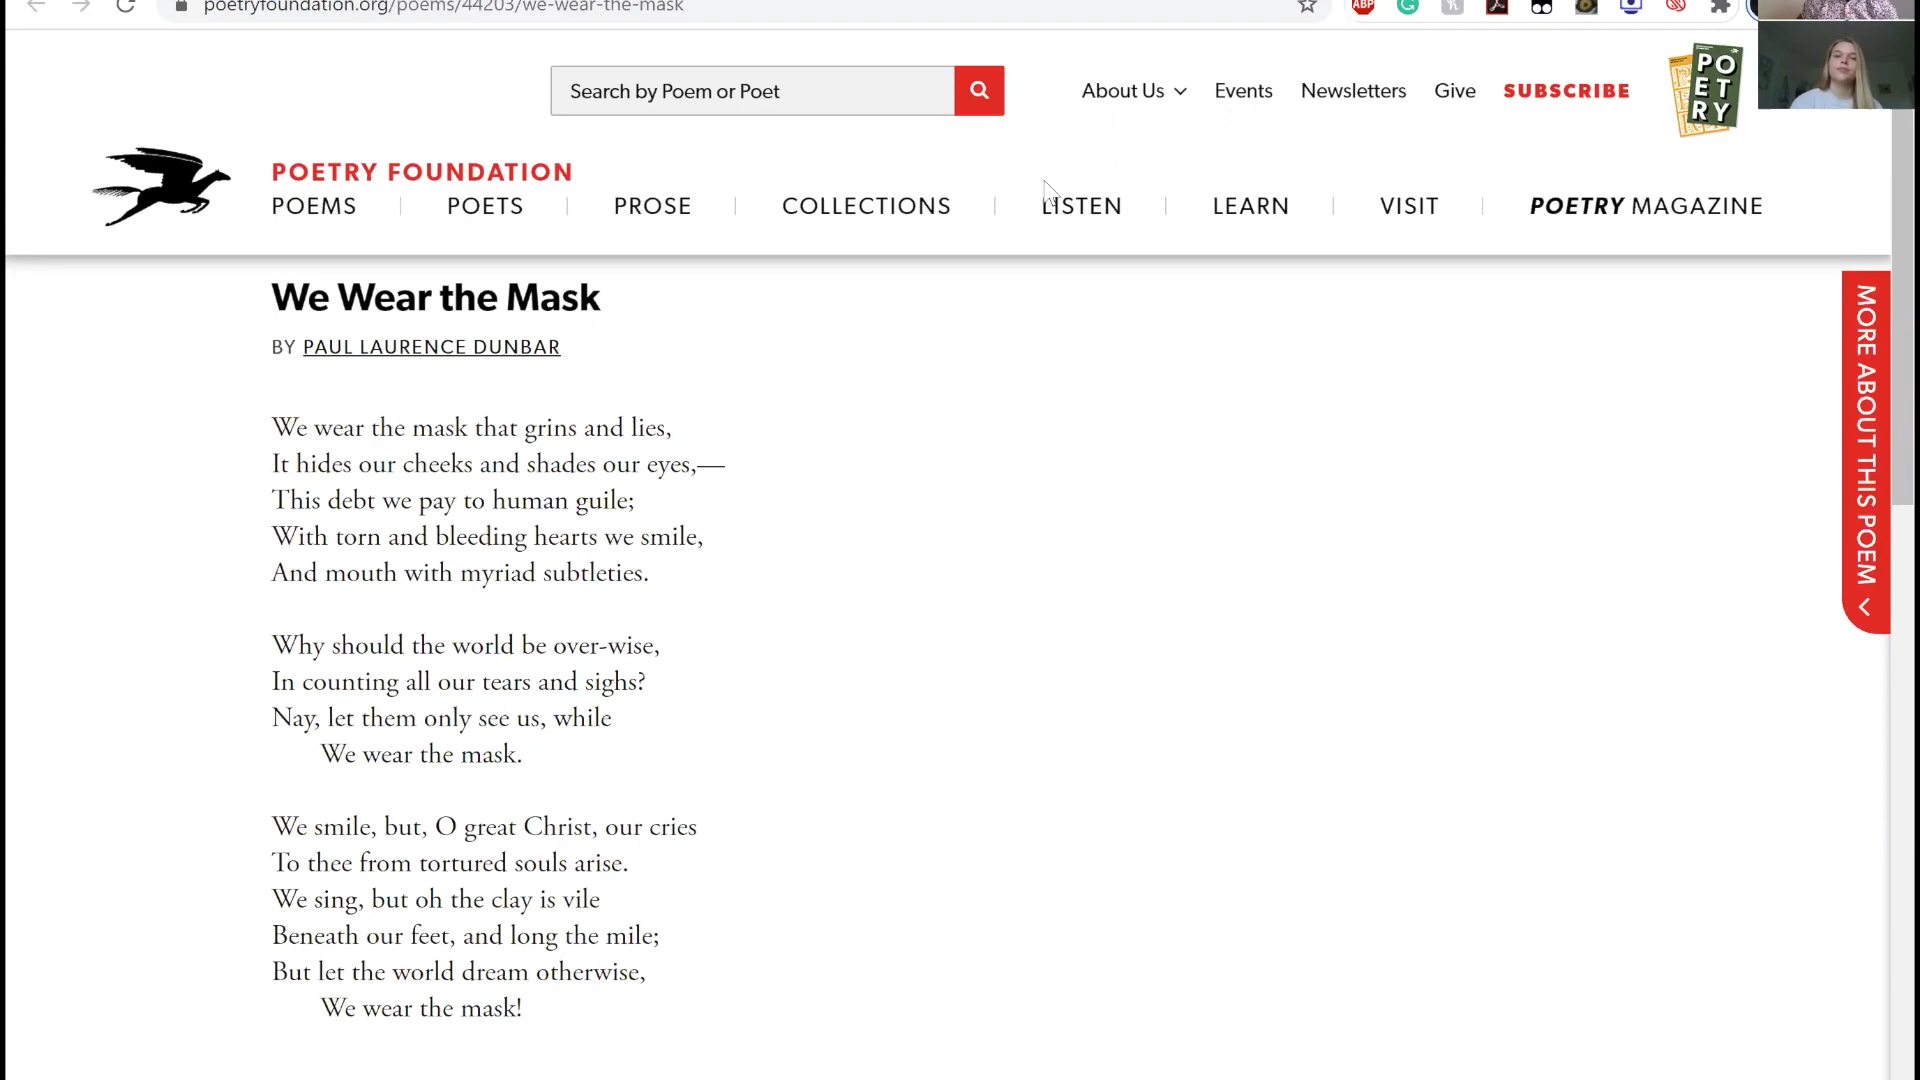 poetryfoundation.org/poems/44203/we-wear-the-mask
ABP
Search by Poem or Poet
About Us
Events
Newsletters
Give
SUBSCRIBE
PO
ET
RY
POETRY FOUNDATION
POEMS
POETS
PROSE
COLLECTIONS
LISTEN
LEARN
VISIT
POETRY MAGAZINE
We Wear the Mask
BY PAUL LAURENCE DUNBAR
We wear the mask that grins and lies,
It hides our cheeks and shades our eyes,—
This debt we pay to human guile;
With torn and bleeding hearts we smile,
And mouth with myriad subtleties.
Why should the world be over-wise,
In counting all our tears and sighs?
Nay, let them only see us, while
We wear the mask.
We smile, but, O great Christ, our cries
To thee from tortured souls arise.
We sing, but oh the clay is vile
Beneath our feet, and long the mile;
But let the world dream otherwise,
We wear the mask!
MORE ABOUT THIS POEM